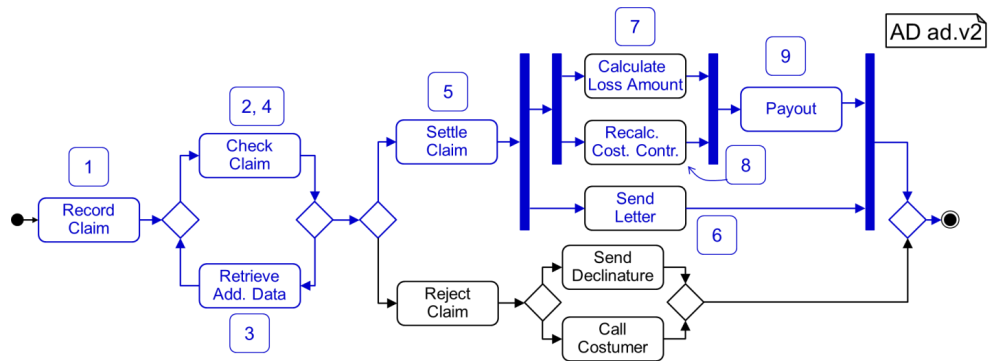 AD ad.v2
7
9
Calculate
Loss Amount
Payout
2, 4
5
Check
Claim
Settle
Claim
Recalc.
Cost. Contr.
8
1
Record
Claim
Send
Letter
6
Retrieve
Add. Data
3
Send
Declinature
Reject
Claim
Call
Costumer